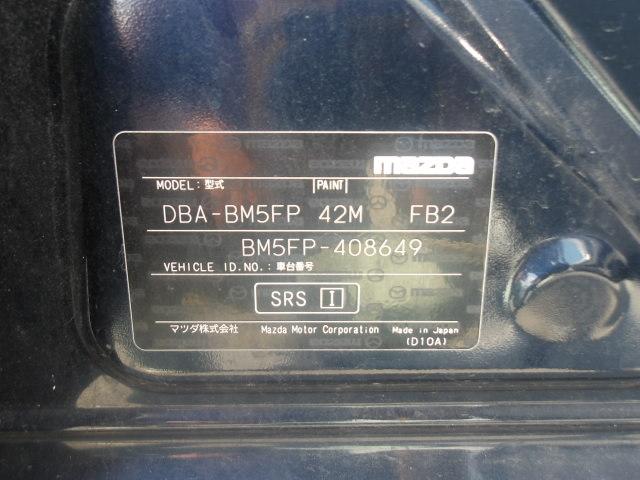 mazda
MODEL: 型式 PAINT
DBA-BM5FP 42M FB2
BM5FP-408649
VEHICLE ID.NO.: 車台番号
SRS I
マツダ株式会社 Mazda Motor Corporation Made in Japan
(D10A)